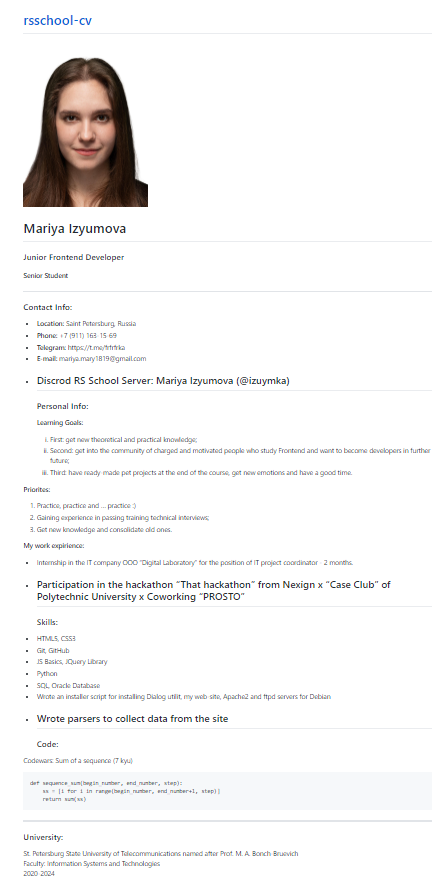 rsschool-cv
Mariya Izyumova
Junior Frontend Developer
Senior Student
Contact Info:
• Location: Saint Petersburg, Russia
• Phone: +7 (911) 163-15-69
• Telegram: https://t.me/frfrfrka
• E-mail: mariya.mary1819@gmail.com
• Discrod RS School Server: Mariya Izyumova (@izuymka)
Personal Info:
Learning Goals:
i. First: get new theoretical and practical knowledge;
ii. Second: get into the community of charged and motivated people who study Frontend and want to become developers in further
future;
iii. Third: have ready-made pet projects at the end of the course, get new emotions and have a good time.
Priorites:
1. Practice, practice and ... practice :)
2. Gaining experience in passing training technical interviews;
3. Get new knowledge and consolidate old ones.
My work expirience:
• Internship in the IT-company OOO "Digital Laboratory" for the position of IT project coordinator - 2 months.
• Participation in the hackathon "That hackathon" from Nexign x "Case Club" of
Polytechnic University x Coworking "PROSTO"
Skills:
• HTML5, CSS3
• Git, GitHub
• JS Basics, JQuery Library
• Python
• SQL, Oracle Database
• Wrote an installer script for installing Dialog utilit, my web-site, Apache2 and ftpd servers for Debian
• Wrote parsers to collect data from the site
Code:
Codewars: Sum of a sequence (7 kyu)
def sequence_sum(begin_number, end_number, step):
ss = [i for i in range(begin_number, end_number+1, step)]
return sum(ss)
University:
St. Petersburg State University of Telecommunications named after Prof. M. A. Bonch-Bruevich
Faculty: Information Systems and Technologies
2020-2024